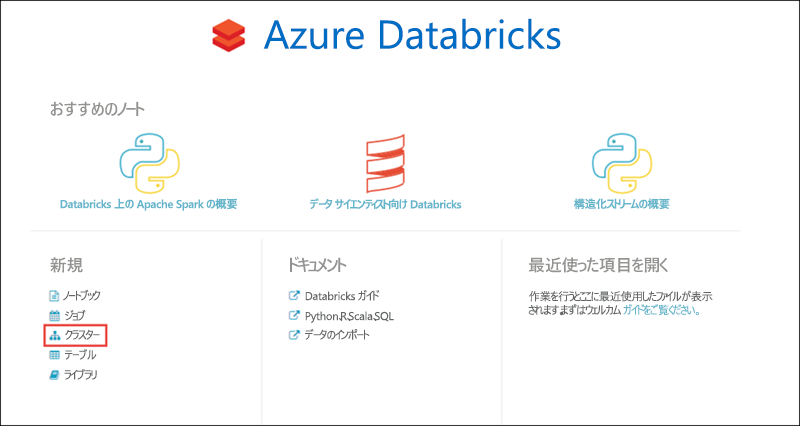 Azure Databricks
おすすめのノート
Databricks 上の Apache Spark の概要
データ サイエンティスト向け Databricks
構造化ストリームの概要
新規
ノートブック
ジョブ
クラスター
テーブル
ライブラリ
ドキュメント
Databricks ガイド
Python,R,Scala,SQL
データのインポート
最近使った項目を開く
作業を行うとここに最近使用したファイルが表示
されますまずはウェルカム ガイドをご覧ください。